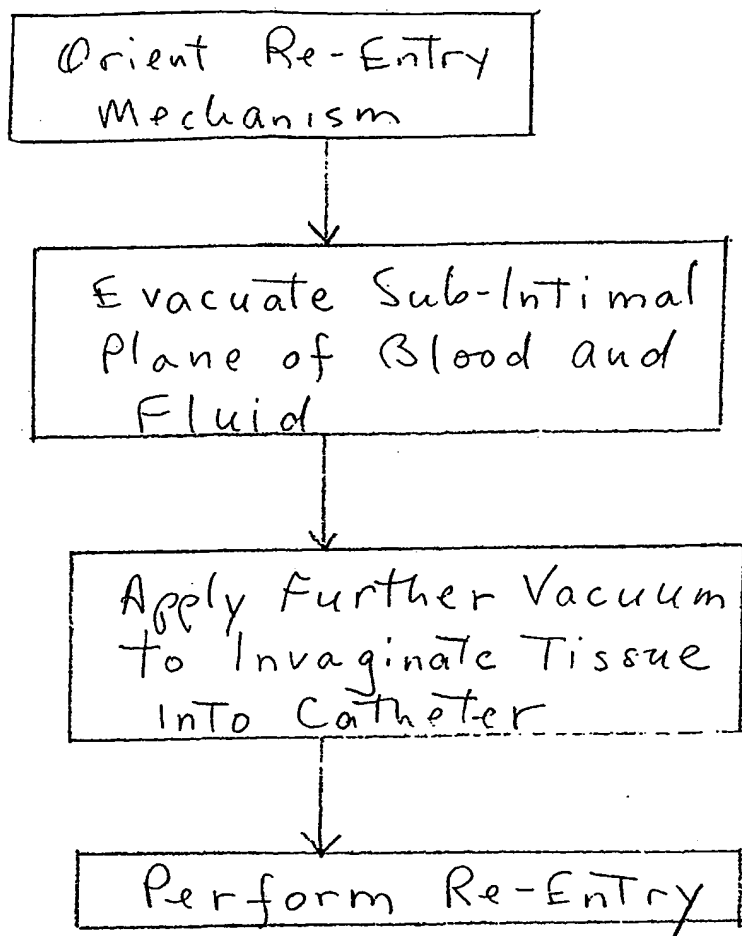 Orient Re-Entry
Mechanism
Evacuate Sub-Intimal
Plane of Blood and
Fluid
Apply Further Vacuum
to Invaginate Tissue
Into Catheter
Perform Re-Entry